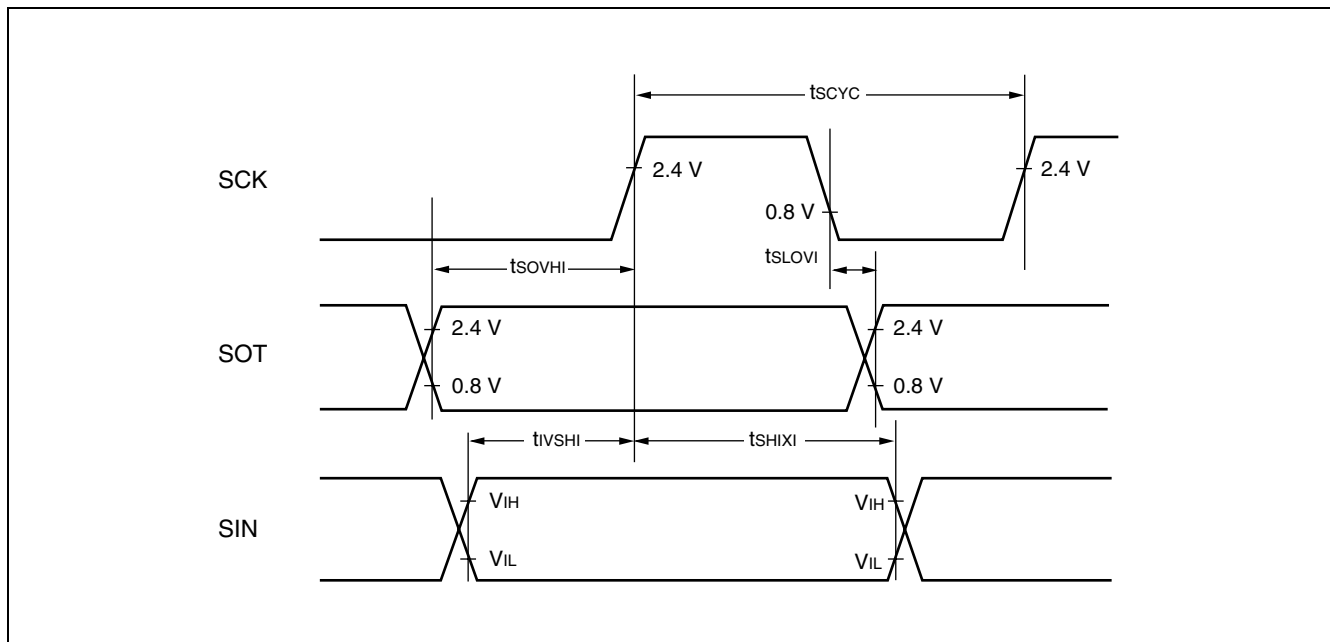 tSCYC
SCK
2.4 V
2.4 V
0.8 V
tSOVHI
tSLOVI
2.4 V
2.4 V
SOT
0.8 V
0.8 V
tIVSHI
tSHIXI
VIH
VIH
SIN
VIL
VIL